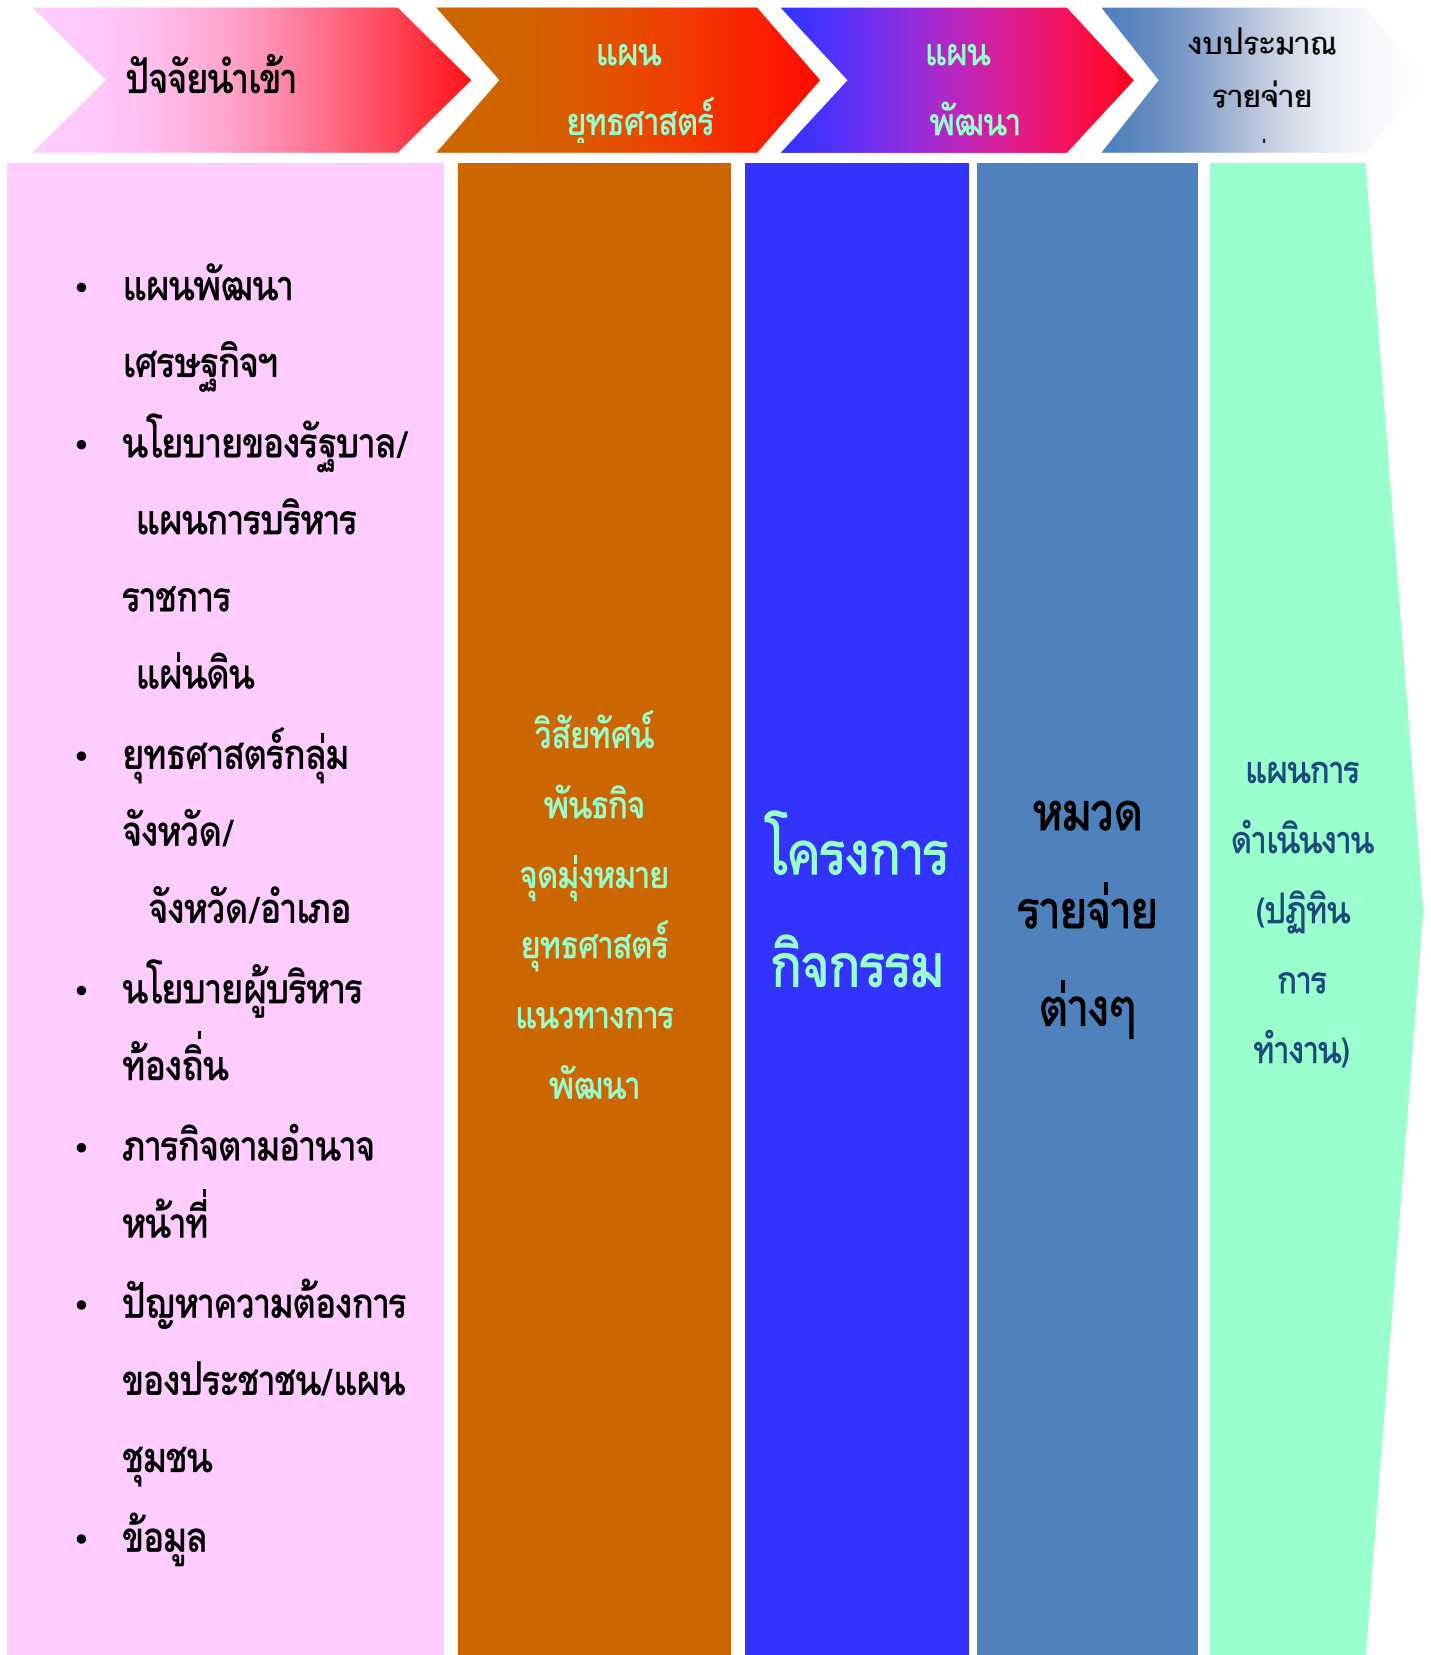 ปัจจัยนำเข้า
แผน
ยุทธศาสตร์
แผน
พัฒนา
งบประมาณ
รายจ่าย
• แผนพัฒนา
เศรษฐกิจฯ
• นโยบายของรัฐบาล/
แผนการบริหาร
ราชการ
แผ่นดิน
• ยุทธศาสตร์กลุ่ม
จังหวัด/
จังหวัด/อำเภอ
• นโยบายผู้บริหาร
ท้องถิ่น
• ภารกิจตามอำนาจ
หน้าที่
• ปัญหาความต้องการ
ของประชาชน/แผน
ชุมชน
• ข้อมูล
วิสัยทัศน์
พันธกิจ
จุดมุ่งหมาย
ยุทธศาสตร์
แนวทางการ
พัฒนา
โครงการ
กิจกรรม
หมวด
รายจ่าย
ต่างๆ
แผนการ
ดำเนินงาน
(ปฏิทิน
การ
ทำงาน)